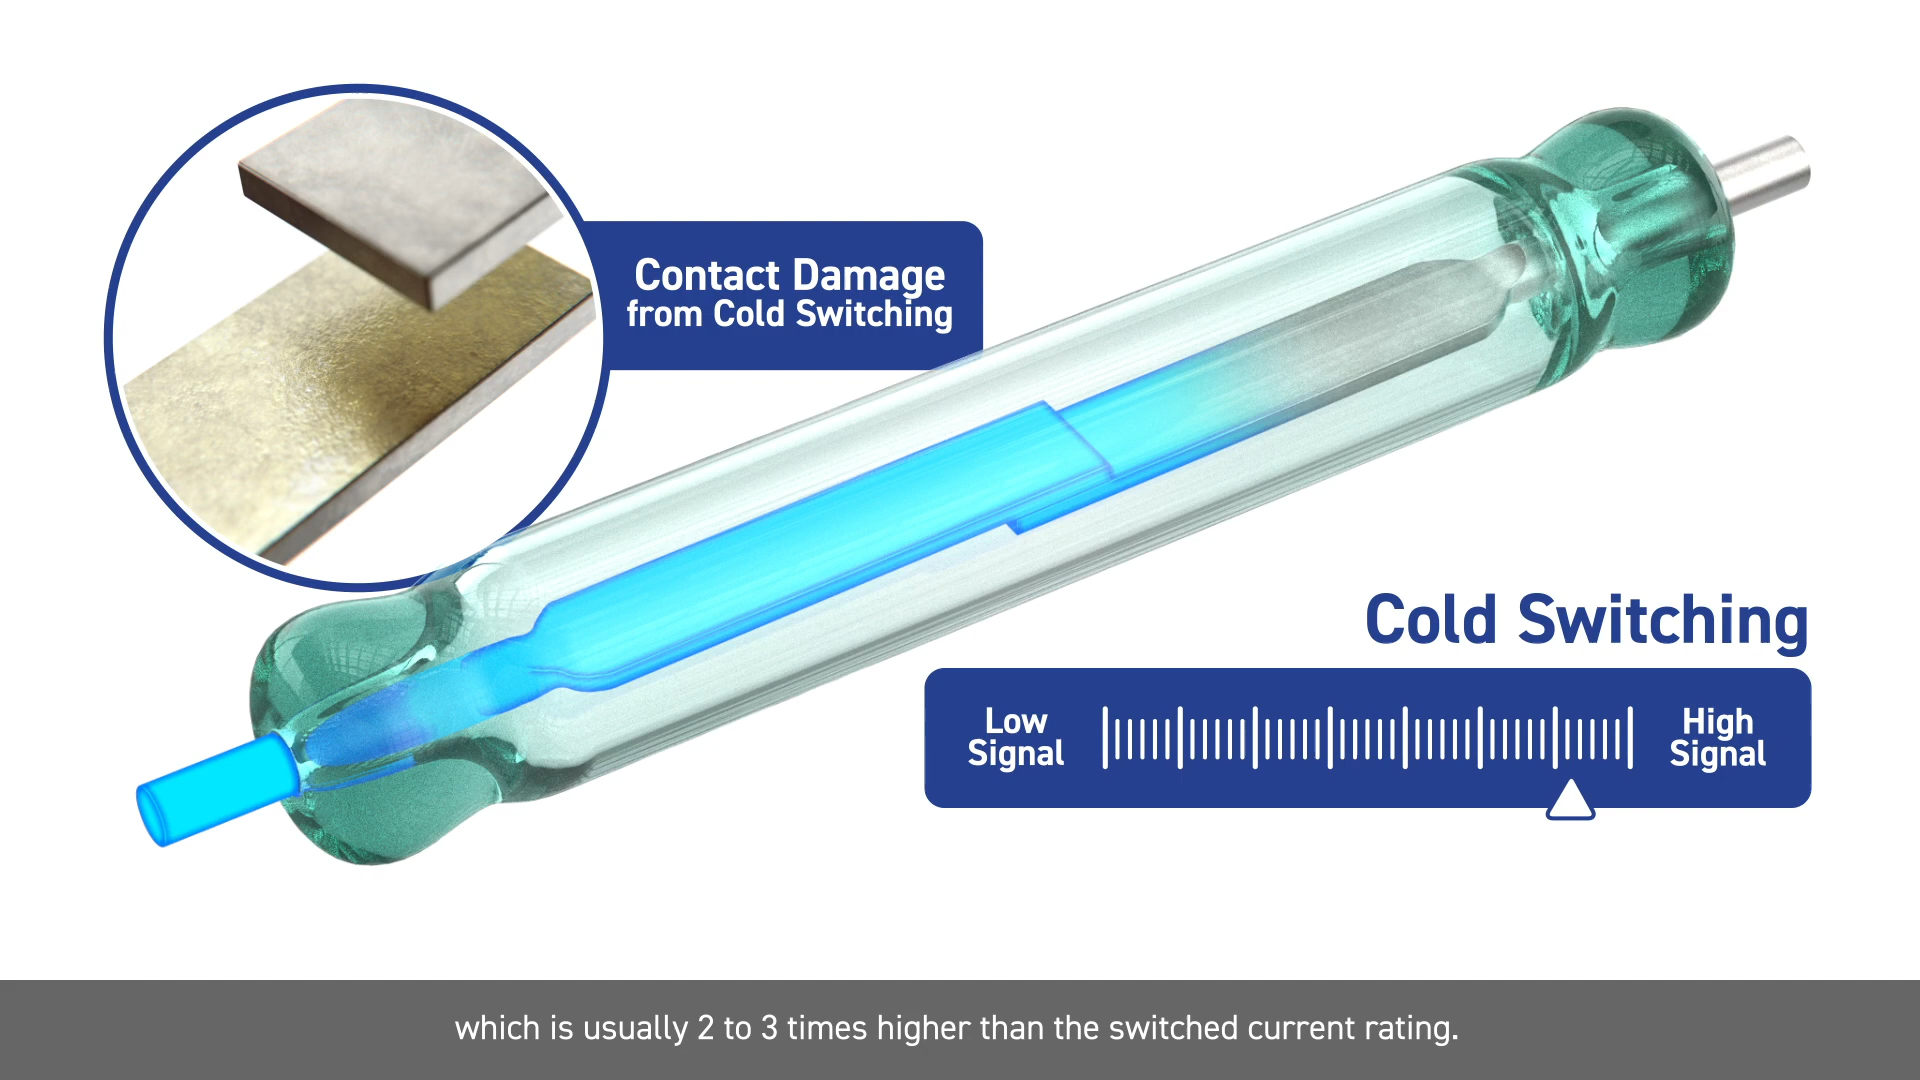 Contact Damage
from Cold Switching
Cold Switching
Low
Signal
High
Signal
which is usually 2 to 3 times higher than the switched current rating.